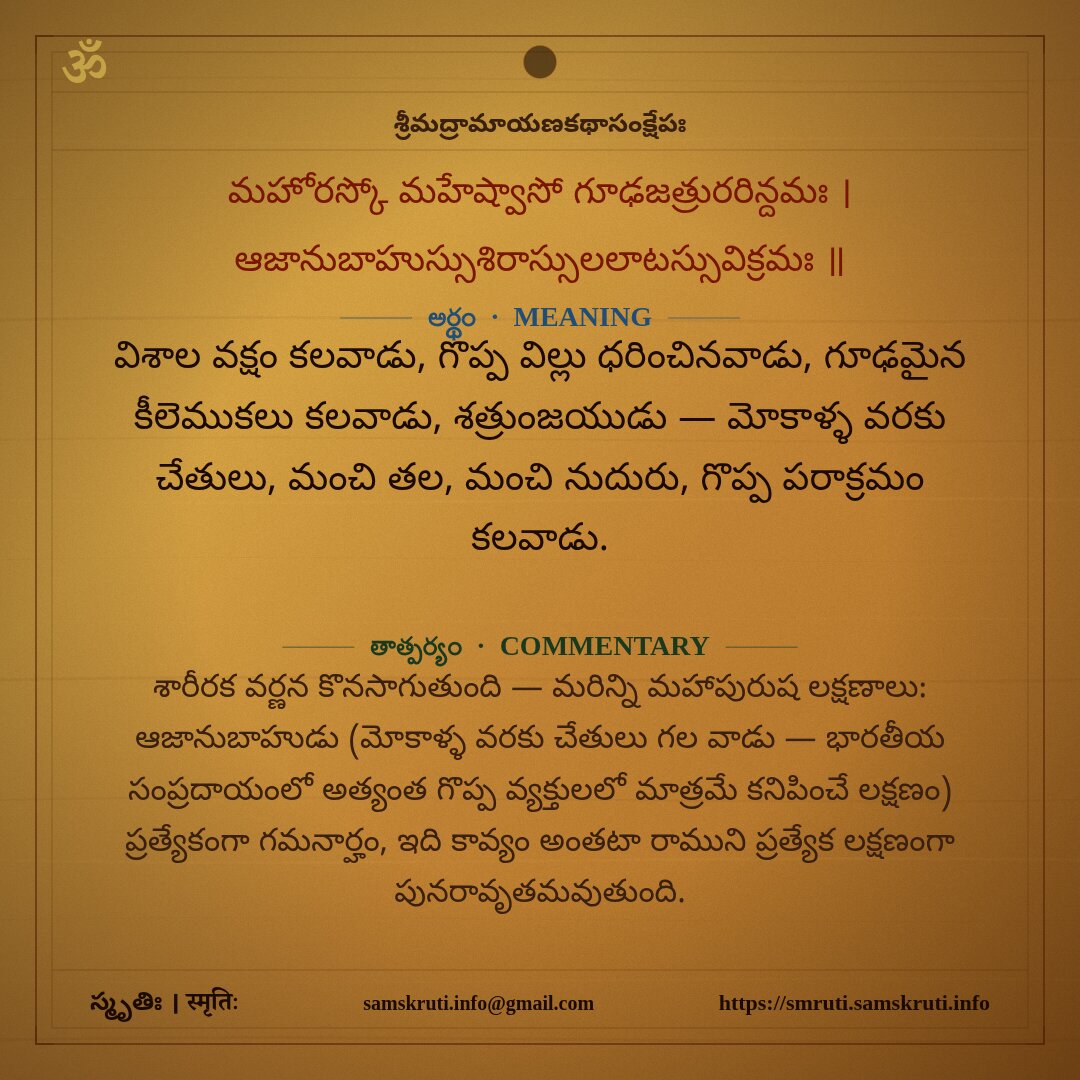 ॐ
శ్రీమద్రామాయణకథాసంక్షేపః
మహోరస్కో మహేష్వాసో గూఢజత్రురరిన్దమః |
ఆజానుబాహుస్సుశిరాస్సులలాటస్సువిక్రమః ||
అర్థం · MEANING
విశాల వక్షం కలవాడు, గొప్ప విల్లు ధరించినవాడు, గూఢమైన
కీలెముకలు కలవాడు, శత్రుంజయుడు — మోకాళ్ళ వరకు
చేతులు, మంచి తల, మంచి నుదురు, గొప్ప పరాక్రమం
కలవాడు.
తాత్పర్యం · COMMENTARY
శారీరక వర్ణన కొనసాగుతుంది — మరిన్ని మహాపురుష లక్షణాలు:
ఆజానుబాహుడు (మోకాళ్ళ వరకు చేతులు గల వాడు — భారతీయ
సంప్రదాయంలో అత్యంత గొప్ప వ్యక్తులలో మాత్రమే కనిపించే లక్షణం)
ప్రత్యేకంగా గమనార్హం, ఇది కావ్యం అంతటా రాముని ప్రత్యేక లక్షణంగా
పునరావృతమవుతుంది.
స్మృతిః | स्मृतिः samskruti.info@gmail.com https://smruti.samskruti.info